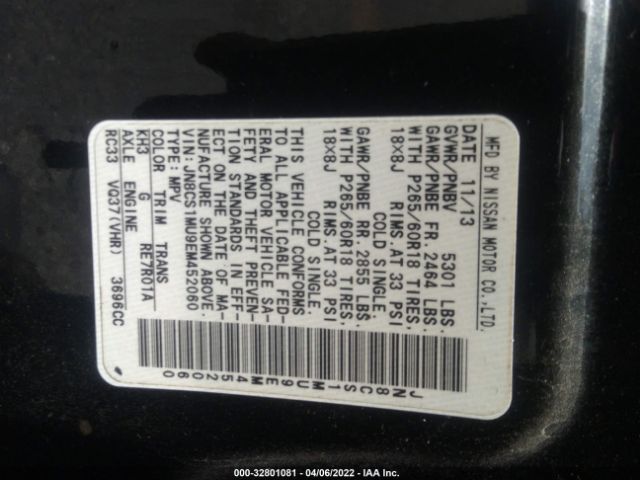 MFD BY NISSAN MOTOR CO.,LTD.
DATE 11/13
GVWR/PNBV 5301 LBS.
GAWR/PNBE FR. 2464 LBS.
WITH P265/60R18 TIRES,
18X8J RIMS. AT 33 PSI
COLD SINGLE.
GAWR/PNBE RR. 2855 LBS.
WITH P265/60R18 TIRES,
18X8J RIMS. AT 33 PSI
COLD SINGLE.
THIS VEHICLE CONFORMS
TO ALL APPLICABLE FED-
ERAL MOTOR VEHICLE SA-
FETY AND THEFT PREVEN-
TION STANDARDS IN EFF-
ECT ON THE DATE OF MA-
NUFACTURE SHOWN ABOVE.
VIN: JN8CS1MU9EM452060
TYPE: MPV
COLOR TRIM TRANS
KH3 G RE7R01A
AXLE ENGINE
RC33 VQ37(VHR) 3696CC
JN8CS1MU9EM452060
000-32801081 - 04/06/2022 - IAA Inc.